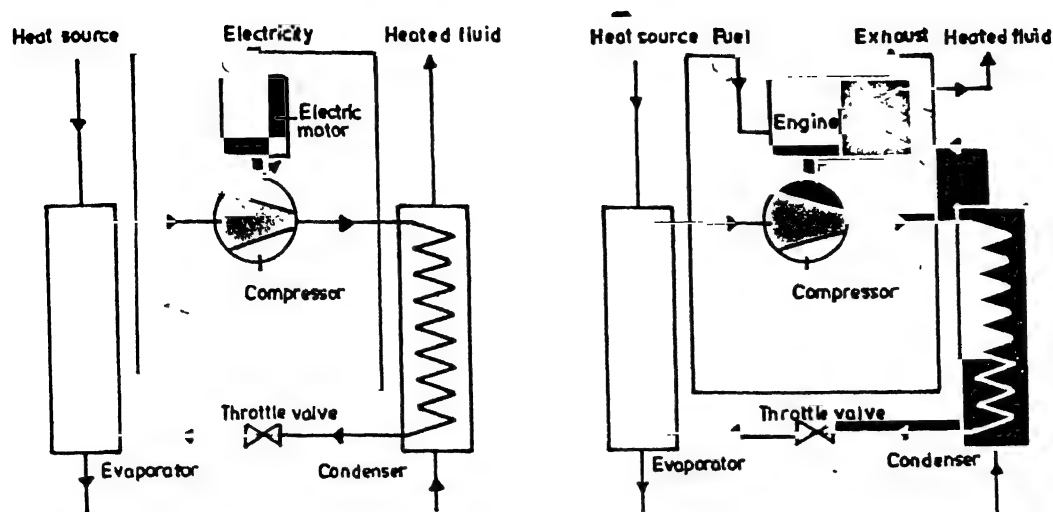 Heat source
Electricity
Heated fluid
Electric
motor
Compressor
Throttle valve
Evaporator
Condenser
Heat source
Fuel
Exhaust
Heated fluid
Engine
Compressor
Throttle valve
Evaporator
Condenser